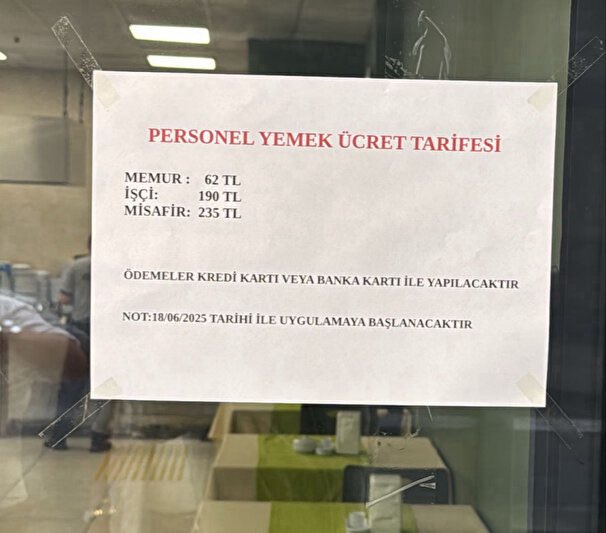 PERSONEL YEMEK ÜCRET TARİFESİ
MEMUR : 62 TL
İŞÇİ: 190 TL
MİSAFİR: 235 TL
ÖDEMELER KREDİ KARTI VEYA BANKA KARTI İLE YAPILACAKTIR
NOT:18/06/2025 TARİHİ İLE UYGULAMAYA BAŞLANACAKTIR